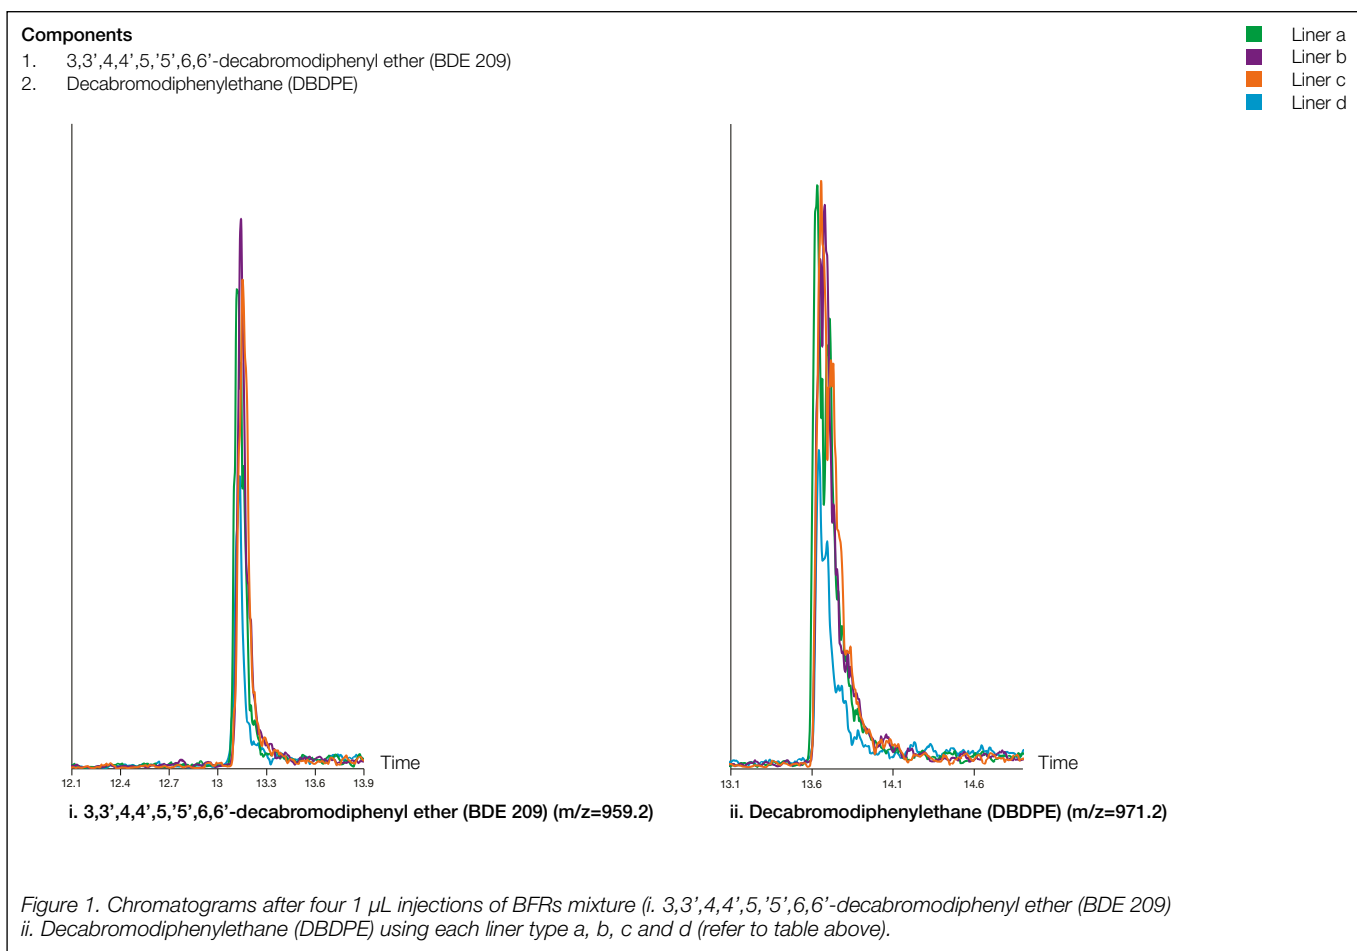 Components
1. 3,3’,4,4’,5,’5’,6,6’-decabromodiphenyl ether (BDE 209)
2. Decabromodiphenylethane (DBDPE)
Liner a
Liner b
Liner c
Liner d
Time
12.1 12.4 12.7 13 13.3 13.6 13.9
i. 3,3’,4,4’,5,’5’,6,6’-decabromodiphenyl ether (BDE 209) (m/z=959.2)
Time
13.1 13.6 14.1 14.6
ii. Decabromodiphenylethane (DBDPE) (m/z=971.2)
Figure 1. Chromatograms after four 1 µL injections of BFRs mixture (i. 3,3’,4,4’,5,’5’,6,6’-decabromodiphenyl ether (BDE 209)
ii. Decabromodiphenylethane (DBDPE) using each liner type a, b, c and d (refer to table above).